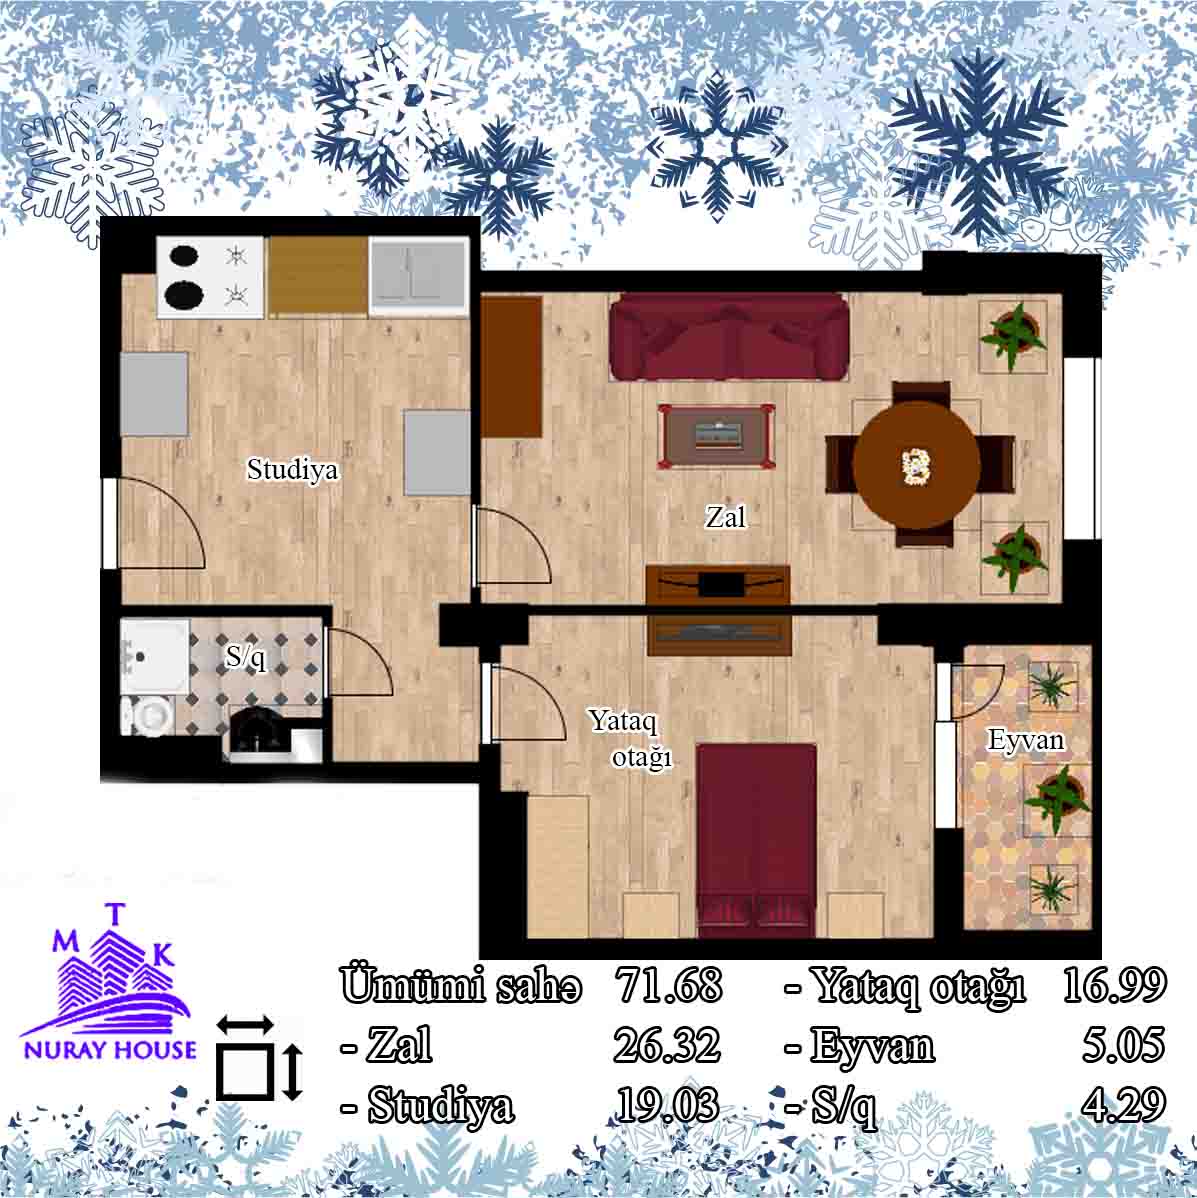 Studiya
Zal
S/q
Yataq
otağı
Eyvan
M T K
NURAY HOUSE
Ümümi sahə 71.68
- Zal 26.32
- Studiya 19.03
- Yataq otağı 16.99
- Eyvan 5.05
- S/q 4.29